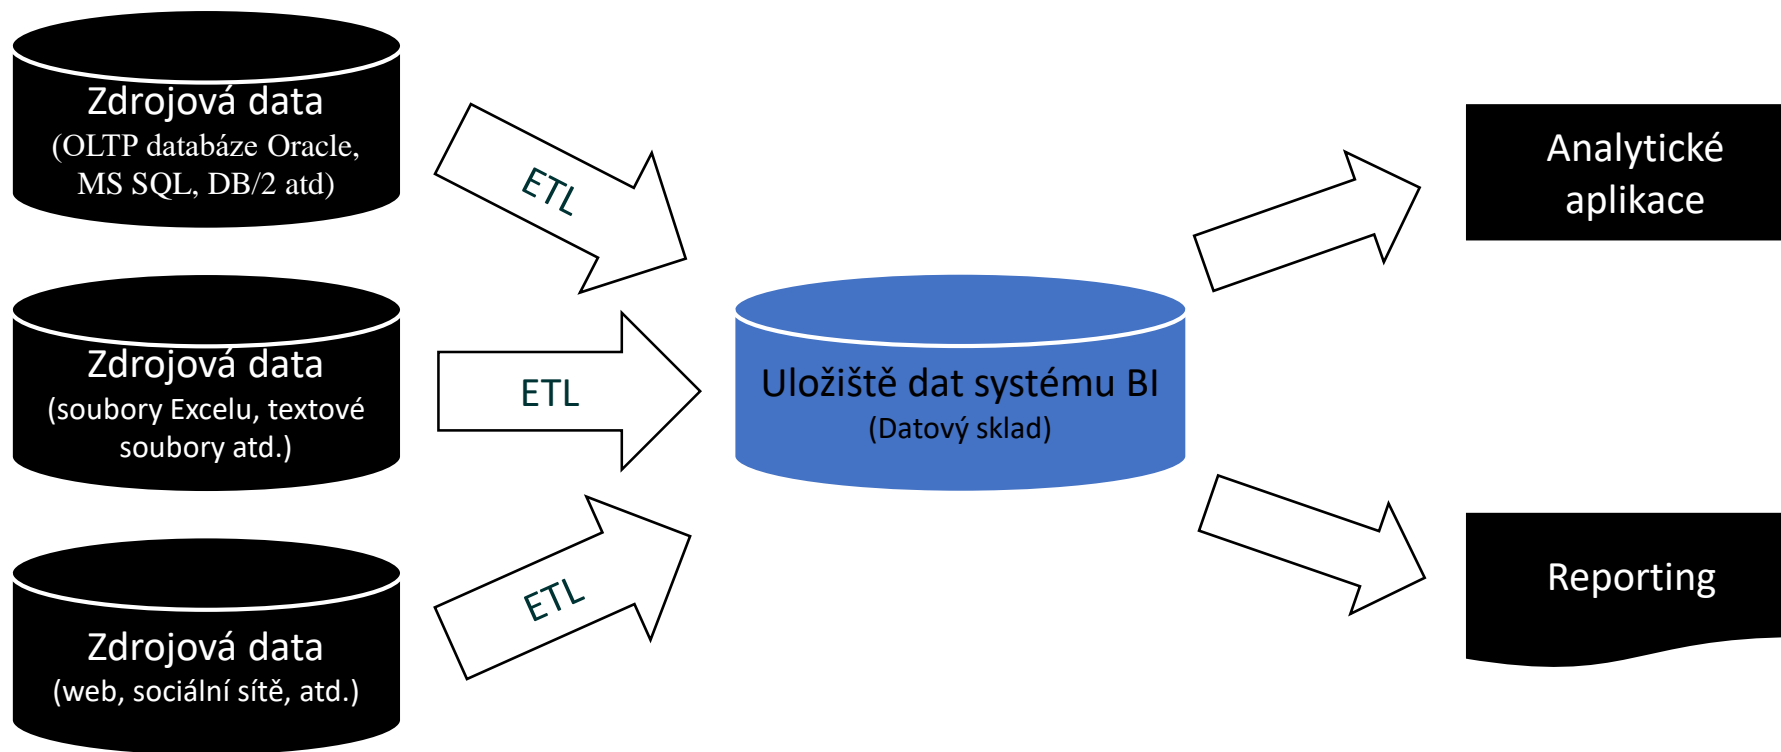 Zdrojová data
(OLTP databáze Oracle,
MS SQL, DB/2 atd)
ETL
Analytické
aplikace
Zdrojová data
(soubory Excelu, textové
soubory atd.)
ETL
Uložiště dat systému BI
(Datový sklad)
Zdrojová data
(web, sociální sítě, atd.)
ETL
Reporting